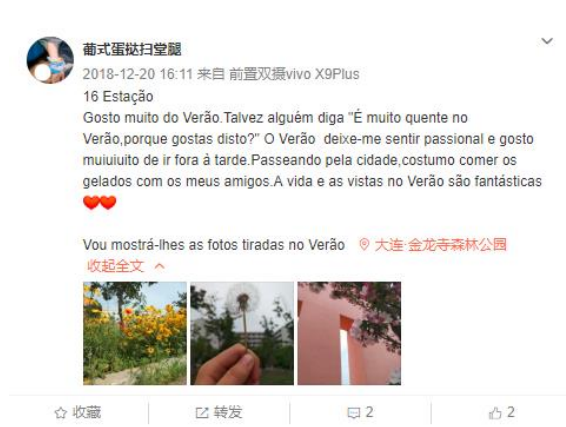 葡式蛋挞扫堂腿
2018-12-20 16:11 来自 前置双摄vivo X9Plus
16 Estação
Gosto muito do Verão.Talvez alguém diga "É muito quente no
Verão,porque gostas disto?" O Verão deixe-me sentir passional e gosto
muiuiuito de ir fora à tarde.Passeando pela cidade,costumo comer os
gelados com os meus amigos.A vida e as vistas no Verão são fantásticas
Vou mostrá-lhes as fotos tiradas no Verão 大连·金龙寺森林公园
收起全文
收藏 转发 2 2